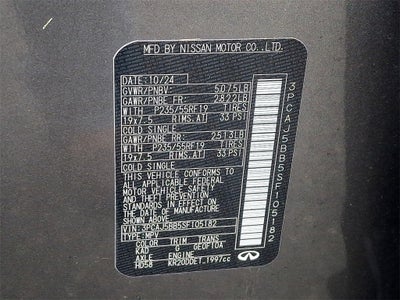 MFD BY NISSAN MOTOR CO., LTD.
DATE: 10/24
GVWR/PNBV: 5075LB
GAWR/PNBE FR: 2822LB
WITH P235/55RF19 TIRES
19x7.5 RIMS, AT 33 PSI
COLD SINGLE
GAWR/PNBE RR: 2513LB
WITH P235/55RF19 TIRES
19x7.5 RIMS, AT 33 PSI
COLD SINGLE
THIS VEHICLE CONFORMS TO
ALL APPLICABLE FEDERAL
MOTOR VEHICLE SAFETY
AND THEFT PREVENTION
STANDARDS IN EFFECT ON
THE DATE OF MANUFACTURE
SHOWN ABOVE.
VIN: 3PCAJ5BB5SF105182
TYPE: MPV
COLOR TRIM TRANS
KAD G
AXLE ENGINE
HD58 KR20DDET 1997cc
3PCAJ5BB5SF105182